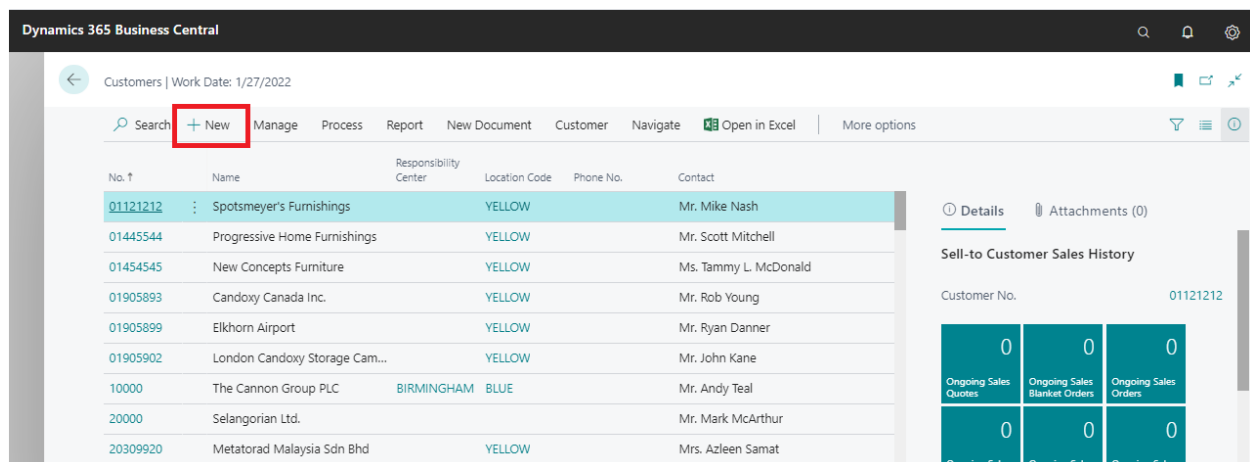 Dynamics 365 Business Central
Customers | Work Date: 1/27/2022
Search + New Manage Process Report New Document Customer Navigate Open in Excel More options
No. ↑ Name Responsibility Center Location Code Phone No. Contact
01121212 Spotsmeyer's Furnishings YELLOW Mr. Mike Nash
01445544 Progressive Home Furnishings YELLOW Mr. Scott Mitchell
01454545 New Concepts Furniture YELLOW Ms. Tammy L. McDonald
01905893 Candoxy Canada Inc. YELLOW Mr. Rob Young
01905899 Elkhorn Airport YELLOW Mr. Ryan Danner
01905902 London Candoxy Storage Cam... YELLOW Mr. John Kane
10000 The Cannon Group PLC BIRMINGHAM BLUE Mr. Andy Teal
20000 Selangorian Ltd. Mr. Mark McArthur
20309920 Metatorad Malaysia Sdn Bhd YELLOW Mrs. Azleen Samat
Details Attachments (0)
Sell-to Customer Sales History
Customer No. 01121212
0 0 0
Ongoing Sales Quotes Ongoing Sales Blanket Orders Ongoing Sales Orders
0 0 0